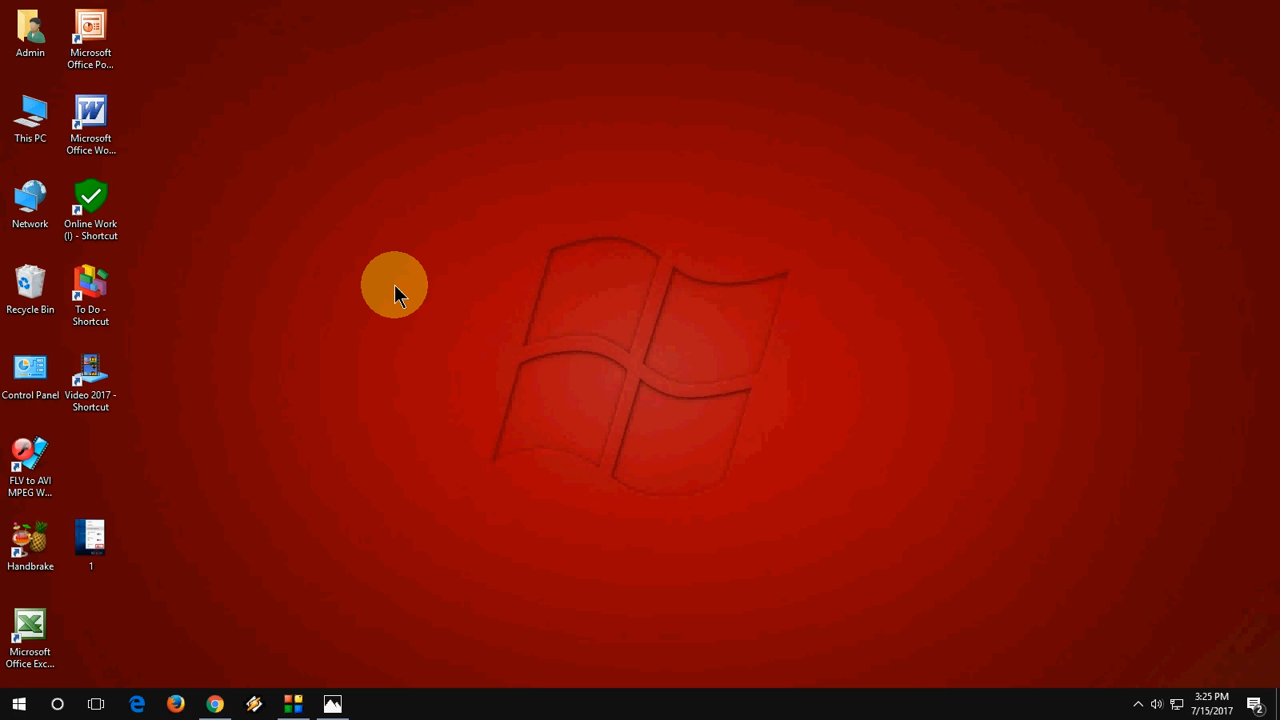 Admin
Microsoft
Office Po...
This PC
Microsoft
Office Wo...
Network
Online Work
(I) - Shortcut
Recycle Bin
To Do -
Shortcut
Control Panel
Video 2017 -
Shortcut
FLV to AVI
MPEG W...
Handbrake
1
Microsoft
Office Exc...
3:25 PM
7/15/2017
2